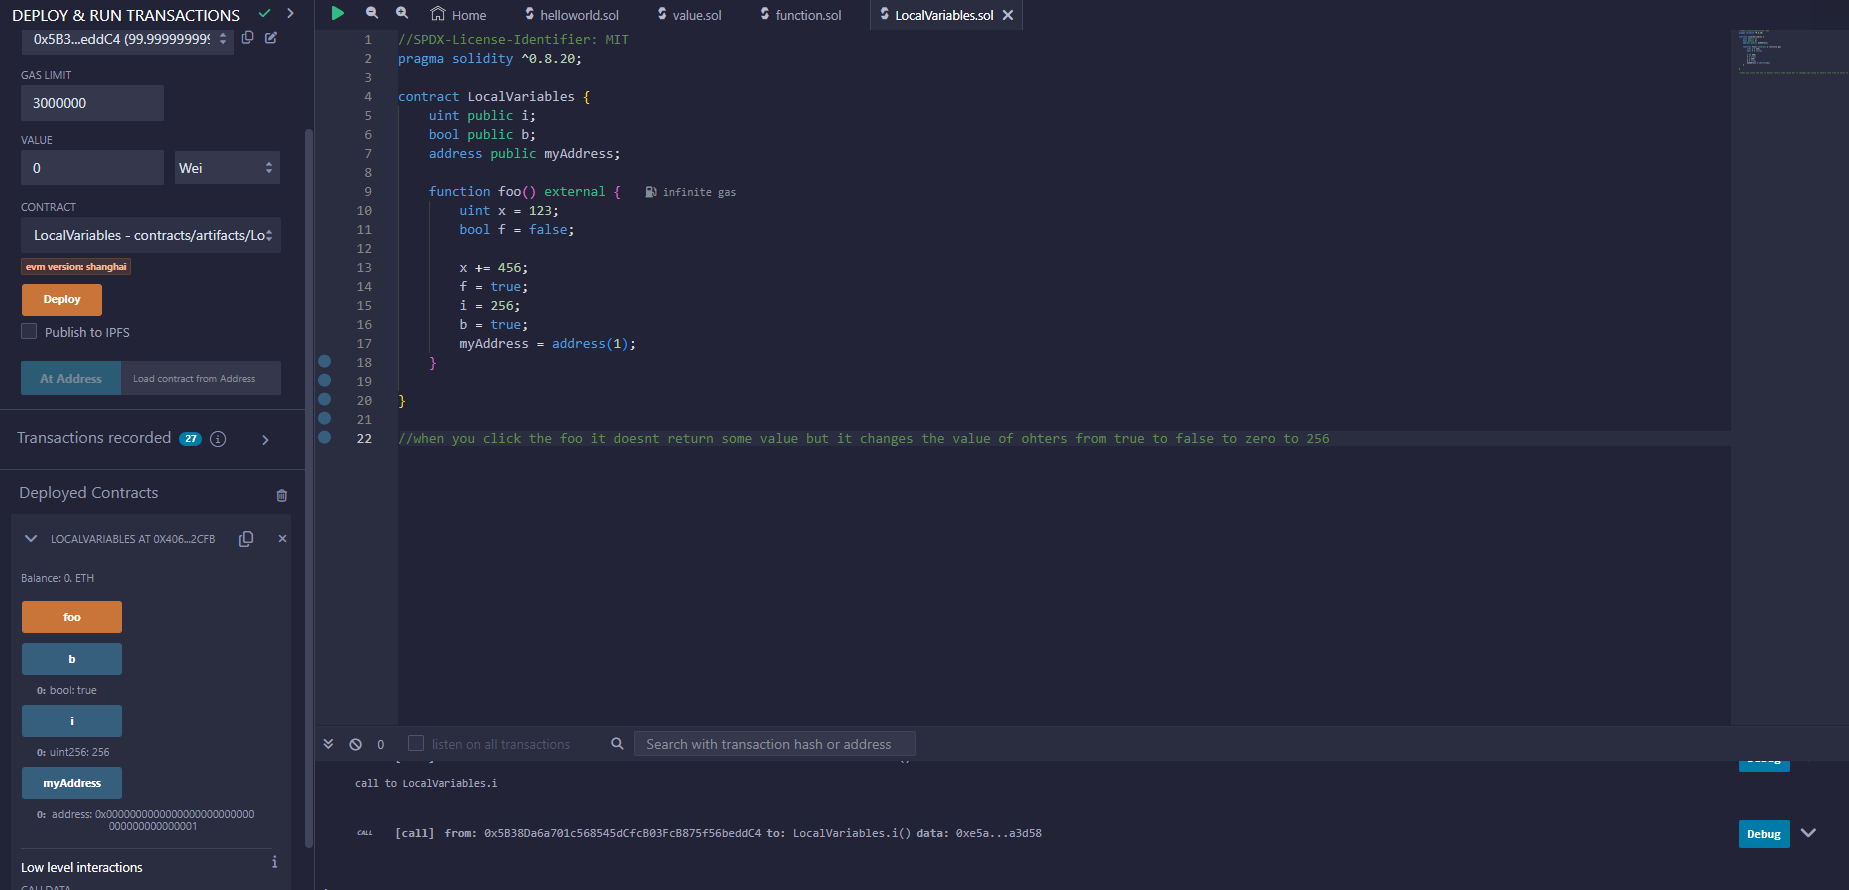 DEPLOY & RUN TRANSACTIONS
0x5B3...eddC4 (99.999999999
GAS LIMIT
3000000
VALUE
0
Wei
CONTRACT
LocalVariables - contracts/artifacts/Lo
evm version: shanghai
Deploy
Publish to IPFS
At Address
Load contract from Address
Transactions recorded 27 i
Deployed Contracts
LOCALVARIABLES AT 0X406...2CFB
Balance: 0. ETH
foo
b
0: bool: true
i
0: uint256: 256
myAddress
0: address: 0x00000000000000000000000000
00000000000000001
Low level interactions
i
CALLDATA
Home
helloworld.sol
value.sol
function.sol
LocalVariables.sol
1 //SPDX-License-Identifier: MIT
2 pragma solidity ^0.8.20;
3
4 contract LocalVariables {
5 uint public i;
6 bool public b;
7 address public myAddress;
8
9 function foo() external { infinite gas
10 uint x = 123;
11 bool f = false;
12
13 x += 456;
14 f = true;
15 i = 256;
16 b = true;
17 myAddress = address(1);
18 }
19
20 }
21
22 //when you click the foo it doesnt return some value but it changes the value of ohters from true to false to zero to 256
0
listen on all transactions
Search with transaction hash or address
Debug
call to LocalVariables.i
CALL [call] from: 0x5B38Da6a701c568545dCfcB03FcB875f56beddC4 to: LocalVariables.i() data: 0xe5a...a3d58
Debug